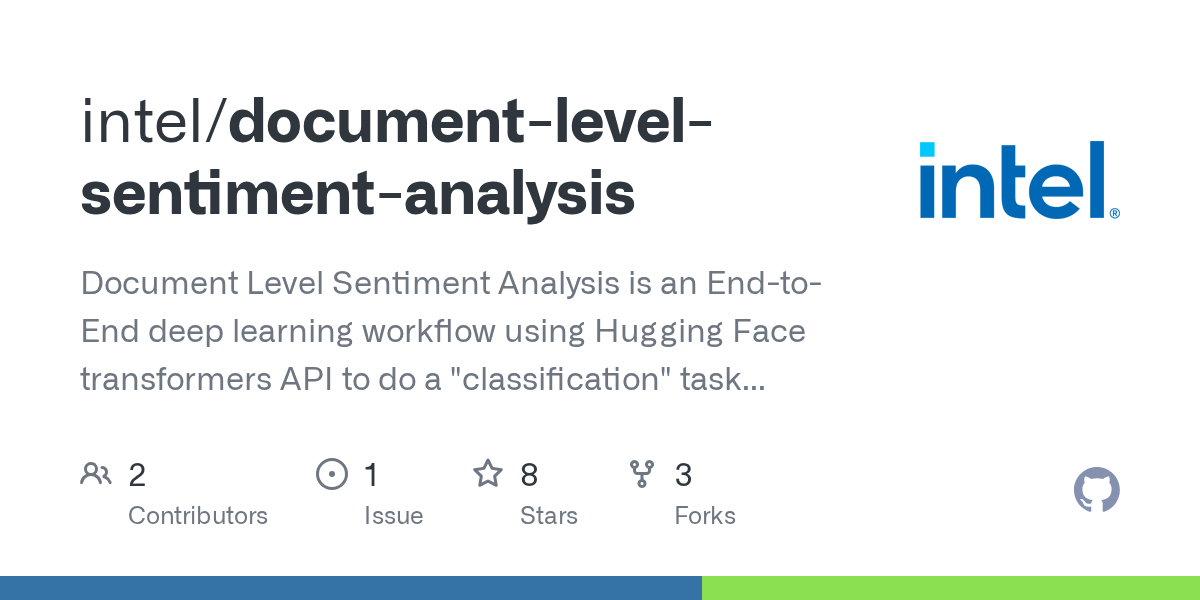 intel/document-level-
sentiment-analysis
intel®
Document Level Sentiment Analysis is an End-to-
End deep learning workflow using Hugging Face
transformers API to do a "classification" task...
2 1 8 3
Contributors Issue Stars Forks